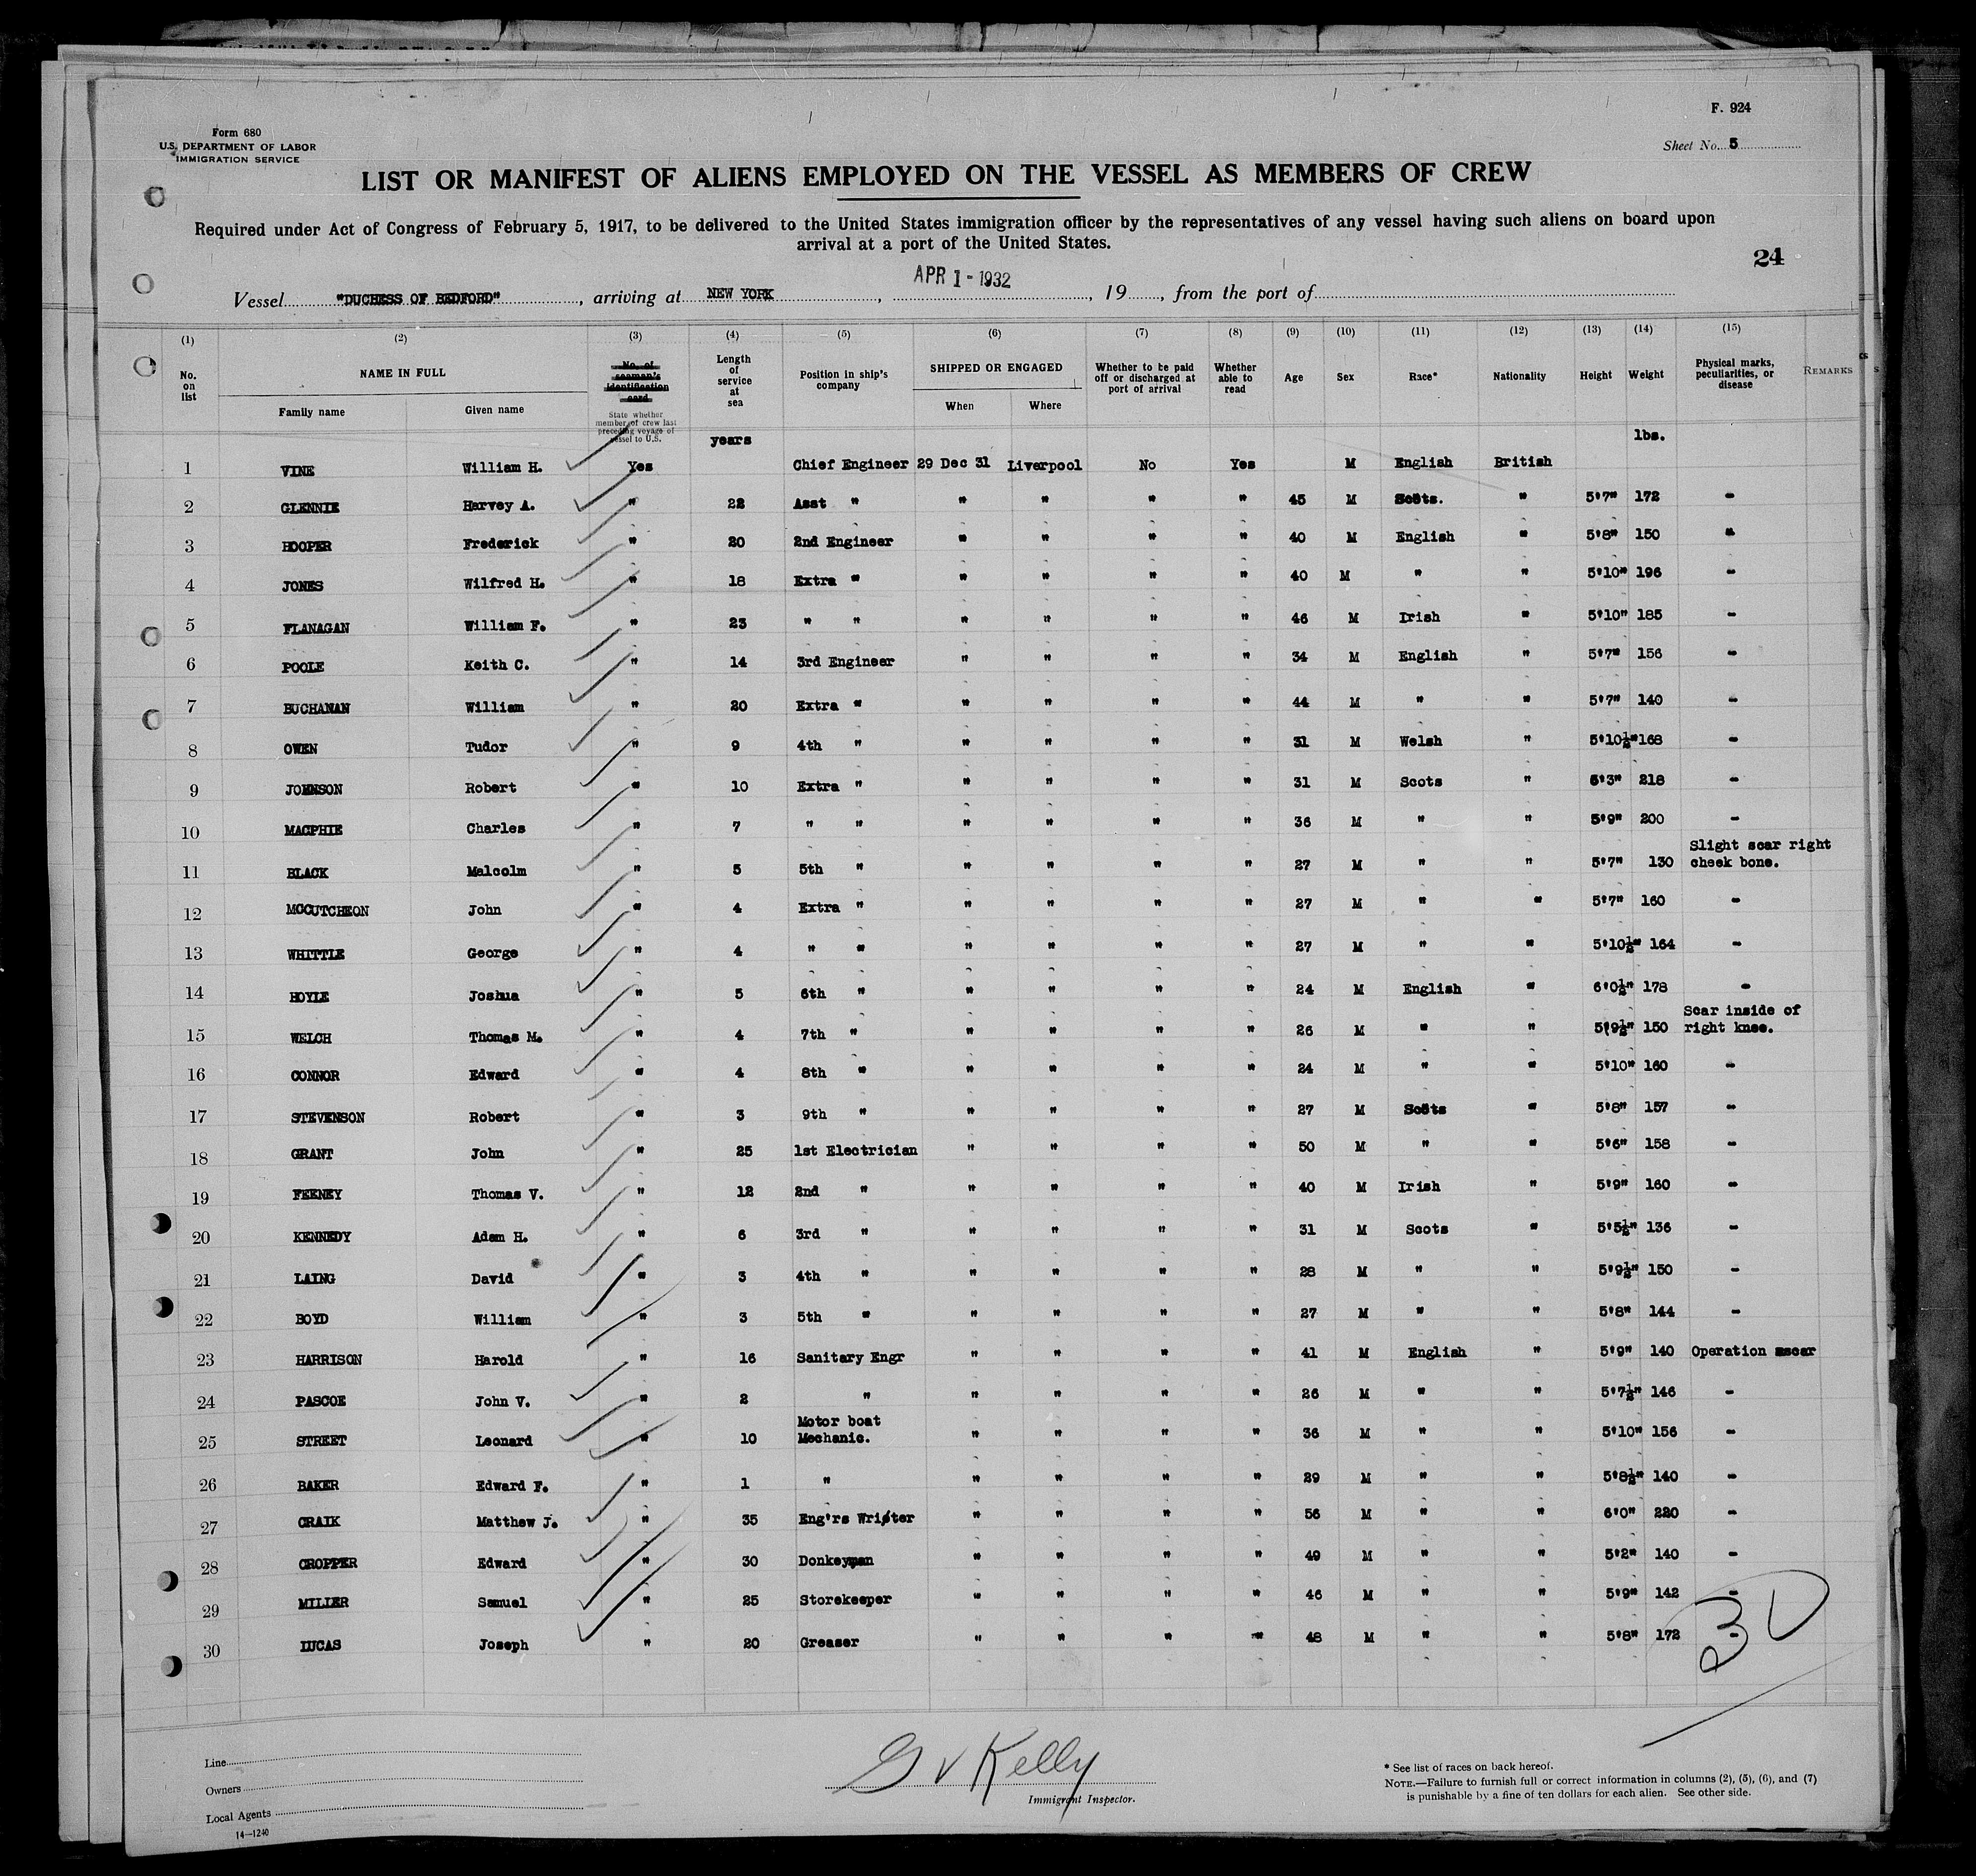 F. 924
Form 680
U.S. DEPARTMENT OF LABOR
IMMIGRATION SERVICE
Sheet No. 5
LIST OR MANIFEST OF ALIENS EMPLOYED ON THE VESSEL AS MEMBERS OF CREW
Required under Act of Congress of February 5, 1917, to be delivered to the United States immigration officer by the representatives of any vessel having such aliens on board upon
arrival at a port of the United States.
24
Vessel "DUCHESS OF BEDFORD", arriving at NEW YORK, APR 1 - 1932, 19, from the port of
(1) (2) (3) (4) (5) (6) (7) (8) (9) (10) (11) (12) (13) (14) (15)
No. on list
NAME IN FULL
Family name Given name
No. of seaman's identification card
State whether member of crew last preceding voyage of vessel to U.S.
Length of service at sea
Position in ship's company
SHIPPED OR ENGAGED
When Where
Whether to be paid off or discharged at port of arrival
Whether able to read
Age Sex Race* Nationality Height Weight
Physical marks, peculiarities, or disease
REMARKS
years lbs.
1 VINE William H. Yes Chief Engineer 29 Dec 31 Liverpool No Yes M English British
2 GLENNIE Harvey A. " 22 Asst " " " " " 45 M Scots. " 5'7" 172 -
3 HOOPER Frederick " 20 2nd Engineer " " " " 40 M English " 5'8" 150 -
4 JONES Wilfred H. " 18 Extra " " " " " 40 M " " 5'10" 196 -
5 FLANAGAN William F. " 23 " " " " " " 46 M Irish " 5'10" 185 -
6 POOLE Keith C. " 14 3rd Engineer " " " " 34 M English " 5'7" 156 -
7 BUCHANAN William " 20 Extra " " " " " 44 M " " 5'7" 140 -
8 OWEN Tudor " 9 4th " " " " " 31 M Welsh " 5'10½" 168 -
9 JOHNSON Robert " 10 Extra " " " " " 31 M Scots " 6'3" 218 -
10 MACPHIE Charles " 7 " " " " " " 36 M " " 5'9" 200 -
11 BLACK Malcolm " 5 5th " " " " " 27 M " " 5'7" 130 Slight scar right cheek bone.
12 MCCUTCHEON John " 4 Extra " " " " " 27 M " " 5'7" 160 -
13 WHITTLE George " 4 " " " " " " 27 M " " 5'10½" 164 -
14 HOYLE Joshua " 5 6th " " " " " 24 M English " 6'0½" 178 -
15 WELCH Thomas M. " 4 7th " " " " " 26 M " " 5'9½" 150 Scar inside of right knee.
16 CONNOR Edward " 4 8th " " " " " 24 M " " 5'10" 160 -
17 STEVENSON Robert " 3 9th " " " " " 27 M Scots " 5'8" 157 -
18 GRANT John " 25 1st Electrician " " " " 50 M " " 5'6" 158 -
19 FEENEY Thomas V. " 12 2nd " " " " " 40 M Irish " 5'9" 160 -
20 KENNEDY Adam H. " 6 3rd " " " " " 31 M Scots " 5'5½" 136 -
21 LAING David " 3 4th " " " " " 28 M " " 5'9½" 150 -
22 BOYD William " 3 5th " " " " " 27 M " " 5'8" 144 -
23 HARRISON Harold " 16 Sanitary Engr " " " " 41 M English " 5'9" 140 Operation scar
24 PASCOE John V. " 2 " " " " " 26 M " " 5'7½" 146 -
25 STREET Leonard " 10 Motor boat Mechanic. " " " " 36 M " " 5'10" 156 -
26 BAKER Edward F. " 1 " " " " " 29 M " " 5'8½" 140 -
27 CRAIK Matthew J. " 35 Eng'rs Writer " " " " 56 M " " 6'0" 220 -
28 CROPPER Edward " 30 Donkeyman " " " " 49 M " " 5'2" 140 -
29 MILLER Samuel " 25 Storekeeper " " " " 46 M " " 5'9" 142 -
30 LUCAS Joseph " 20 Greaser " " " " 48 M " " 5'8" 172 -
30
Line
Owners
Local Agents
14—1240
G V Kelly
Immigrant Inspector.
* See list of races on back hereof.
NOTE.—Failure to furnish full or correct information in columns (2), (5), (6), and (7)
is punishable by a fine of ten dollars for each alien. See other side.